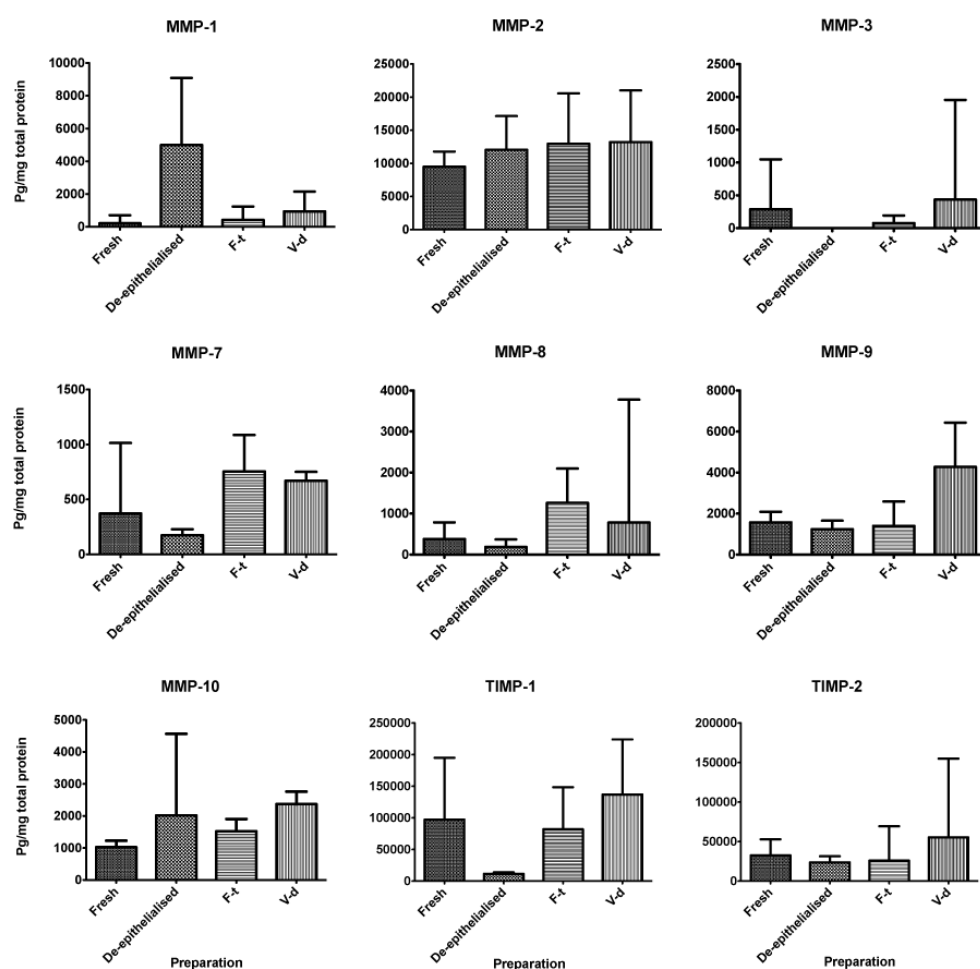 MMP-1 MMP-2 MMP-3
Pg/mg total protein
10000 8000 6000 4000 2000 0
Fresh De-epithelialised F-t V-d
25000 20000 15000 10000 5000 0
Fresh De-epithelialised F-t V-d
2500 2000 1500 1000 500 0
Fresh De-epithelialised F-t V-d
MMP-7 MMP-8 MMP-9
Pg/mg total protein
1500 1000 500 0
Fresh De-epithelialised F-t V-d
4000 3000 2000 1000 0
Fresh De-epithelialised F-t V-d
8000 6000 4000 2000 0
Fresh De-epithelialised F-t V-d
MMP-10 TIMP-1 TIMP-2
Pg/mg total protein
5000 4000 3000 2000 1000 0
Fresh De-epithelialised F-t V-d
250000 200000 150000 100000 50000 0
Fresh De-epithelialised F-t V-d
200000 150000 100000 50000 0
Fresh De-epithelialised F-t V-d
Preparation Preparation Preparation